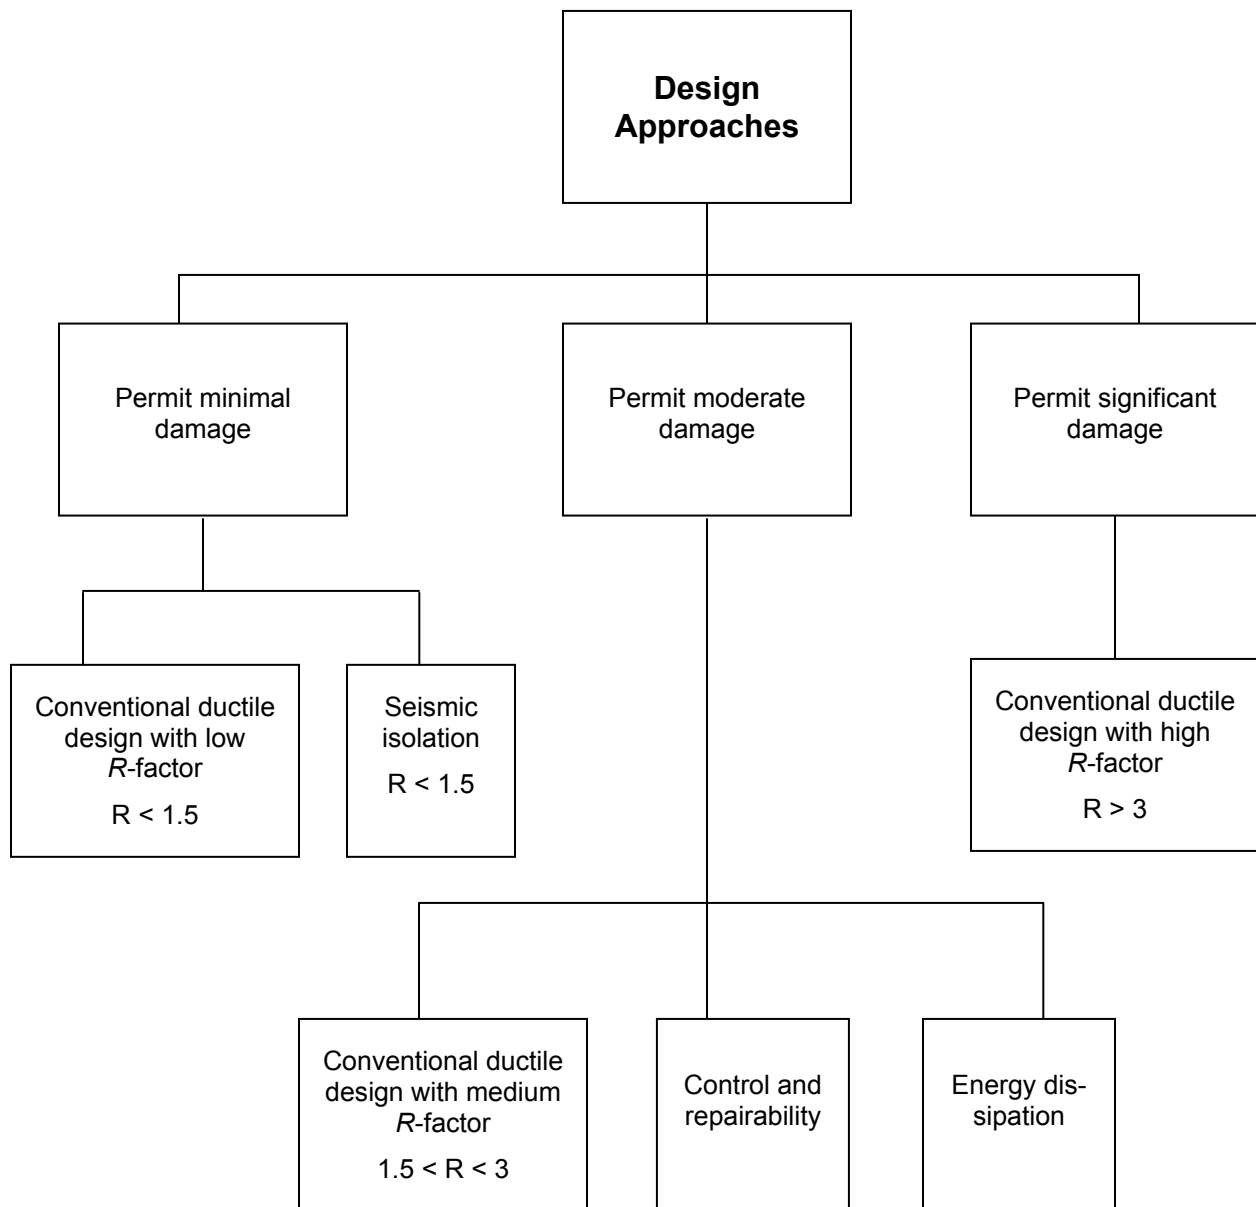 Design
Approaches
Permit minimal
damage
Permit moderate
damage
Permit significant
damage
Conventional ductile
design with low
R-factor
R < 1.5
Seismic
isolation
R < 1.5
Conventional ductile
design with high
R-factor
R > 3
Conventional ductile
design with medium
R-factor
1.5 < R < 3
Control and
repairability
Energy dis-
sipation